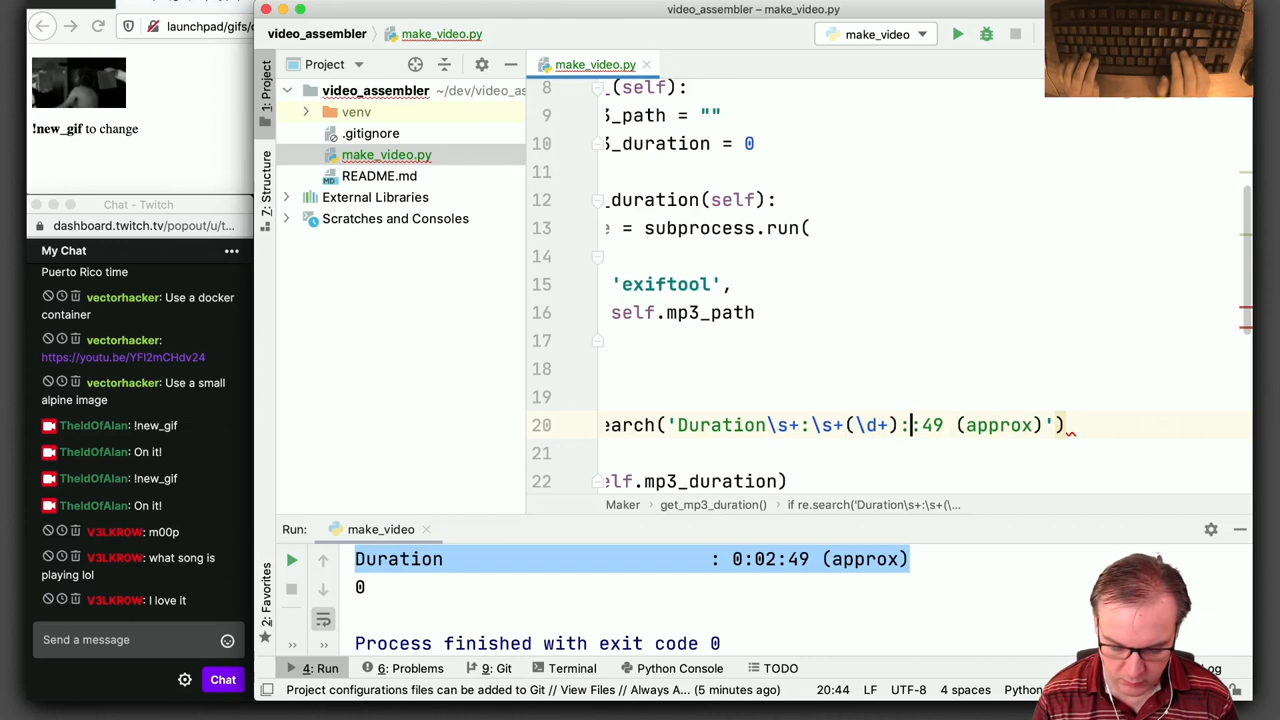 video_assembler – make_video.py
launchpad/gifs/
video_assembler
make_video.py
make_video
!new_gif to change
1: Project
Project
make_video.py
video_assembler ~/dev/video_as
venv
.gitignore
make_video.py
README.md
External Libraries
Scratches and Consoles
7: Structure
2: Favorites
8 _(self):
9 3_path = ""
10 3_duration = 0
11
12 _duration(self):
13 e = subprocess.run(
14
15 'exiftool',
16 self.mp3_path
17
18
19
20 earch('Duration\s+:\s+(\d+)::49 (approx)')
21
22 elf.mp3_duration)
Maker get_mp3_duration() if re.search('Duration\s+:\s+(\...
Chat - Twitch
dashboard.twitch.tv/popout/u/t...
My Chat
Puerto Rico time
vectorhacker: Use a docker
container
vectorhacker:
https://youtu.be/YFl2mCHdv24
vectorhacker: Use a small
alpine image
TheIdOfAlan: !new_gif
TheIdOfAlan: On it!
TheIdOfAlan: !new_gif
TheIdOfAlan: On it!
V3LKR0W: m00p
V3LKR0W: what song is
playing lol
V3LKR0W: I love it
Send a message
Chat
Run: make_video
Duration : 0:02:49 (approx)
0
Process finished with exit code 0
4: Run 6: Problems 9: Git Terminal Python Console TODO
Project configurations files can be added to Git // View Files // Always A... (5 minutes ago) 20:44 LF UTF-8 4 spaces